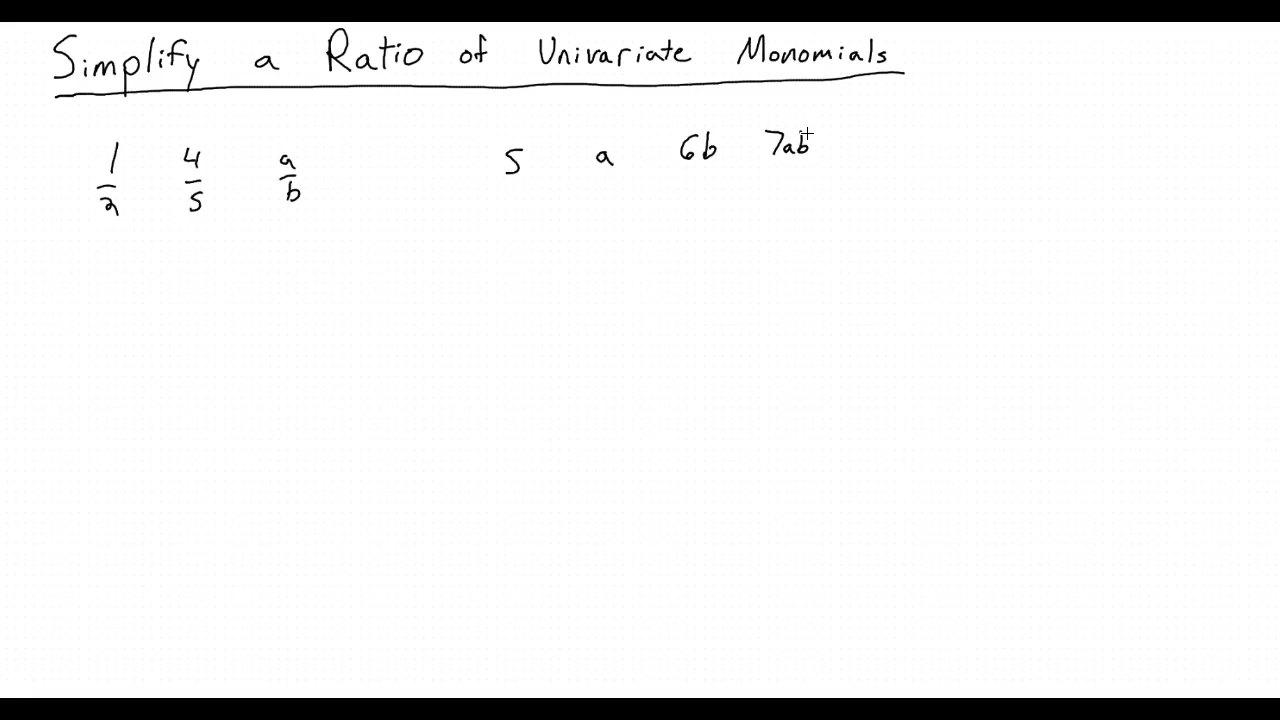 Simplify a Ratio of Univariate Monomials
1/2 4/5 a/b 5 a 6b 7ab